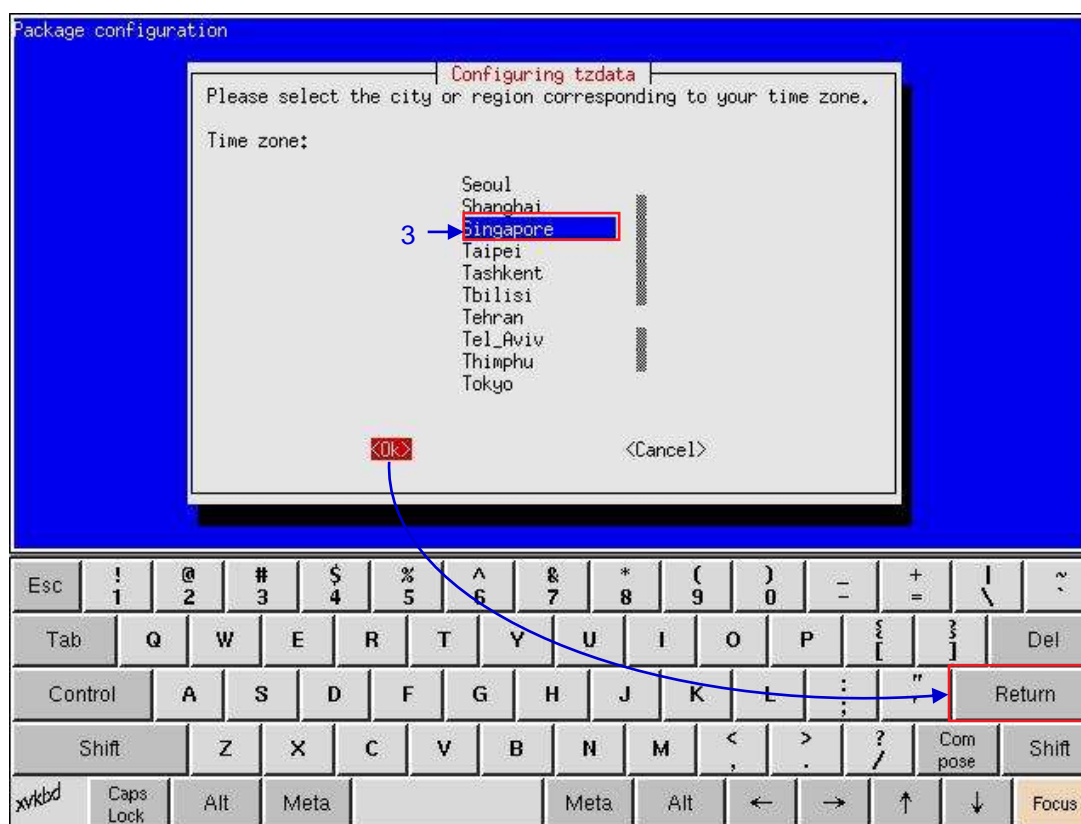 Package configuration
Configuring tzdata
Please select the city or region corresponding to your time zone.
Time zone:
Seoul
Shanghai
3 Singapore
Taipei
Tashkent
Tbilisi
Tehran
Tel_Aviv
Thimphu
Tokyo
<Ok> <Cancel>
Esc ! 1 @ 2 # 3 $ 4 % 5 ^ 6 & 7 * 8 ( 9 ) 0 _ - + = | \ ~ `
Tab Q W E R T Y U I O P { [ } ] Del
Control A S D F G H J K L : ; " ' Return
Shift Z X C V B N M < , > . ? / Com pose Shift
xvkbd Caps Lock Alt Meta Meta Alt ← → ↑ ↓ Focus